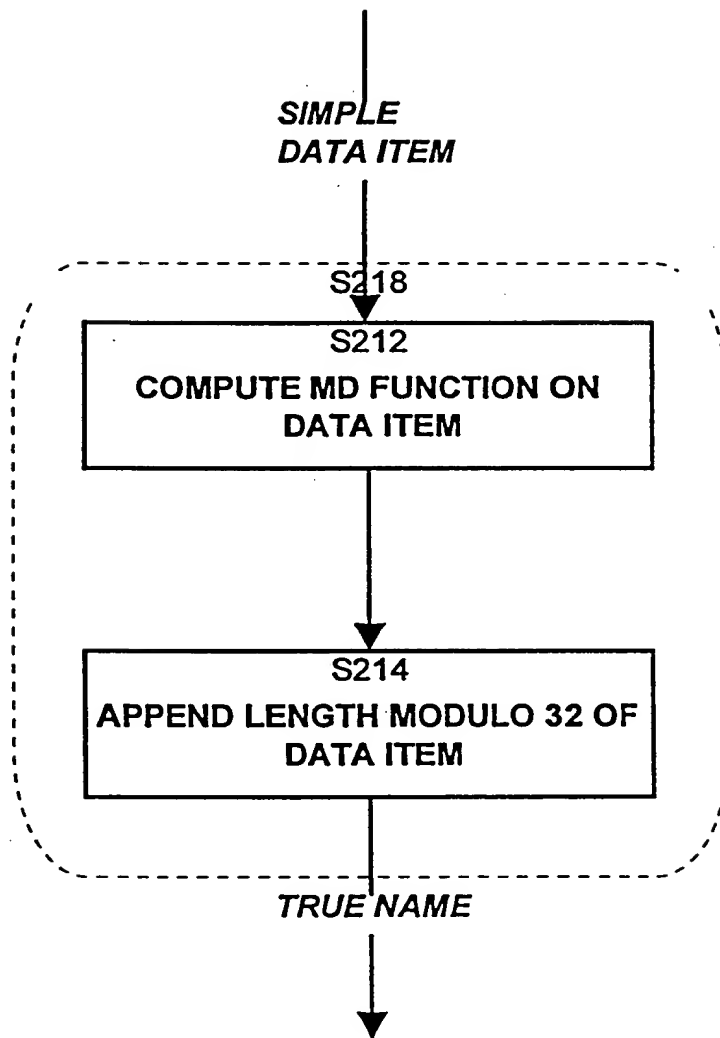 SIMPLE
DATA ITEM
S218
S212
COMPUTE MD FUNCTION ON
DATA ITEM
S214
APPEND LENGTH MODULO 32 OF
DATA ITEM
TRUE NAME